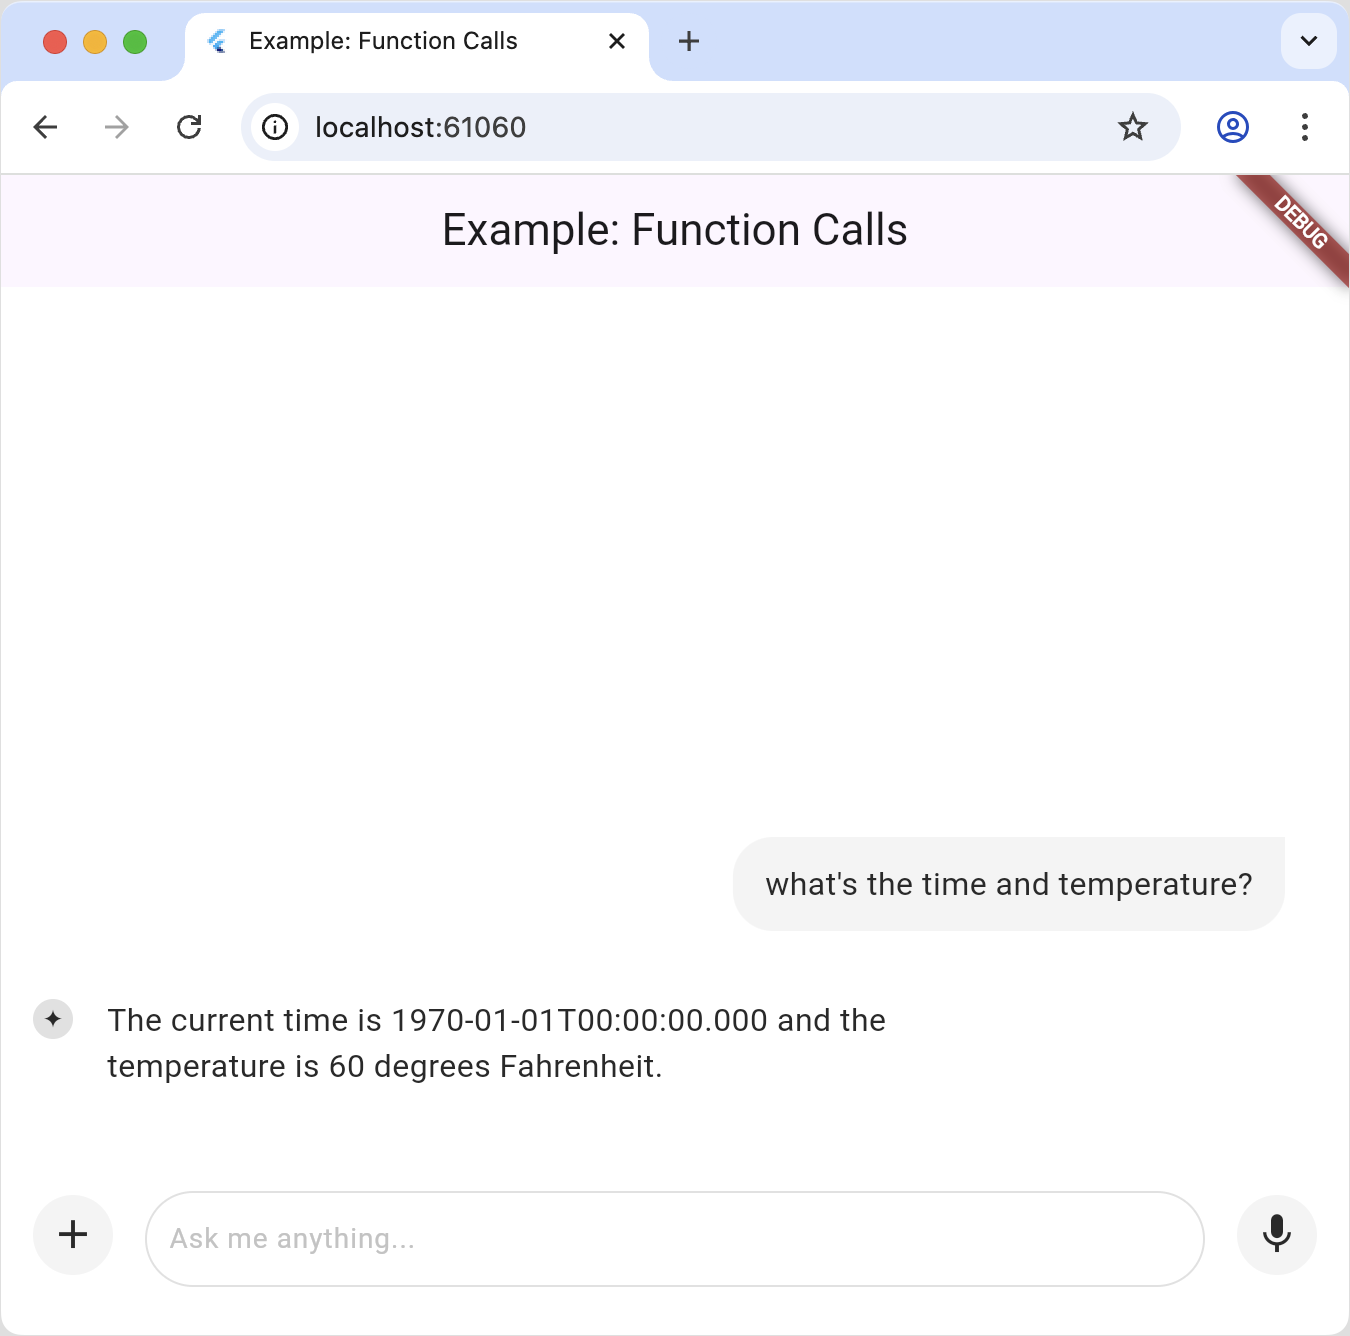 Example: Function Calls
localhost:61060
Example: Function Calls
DEBUG
what's the time and temperature?
The current time is 1970-01-01T00:00:00.000 and the
temperature is 60 degrees Fahrenheit.
Ask me anything...